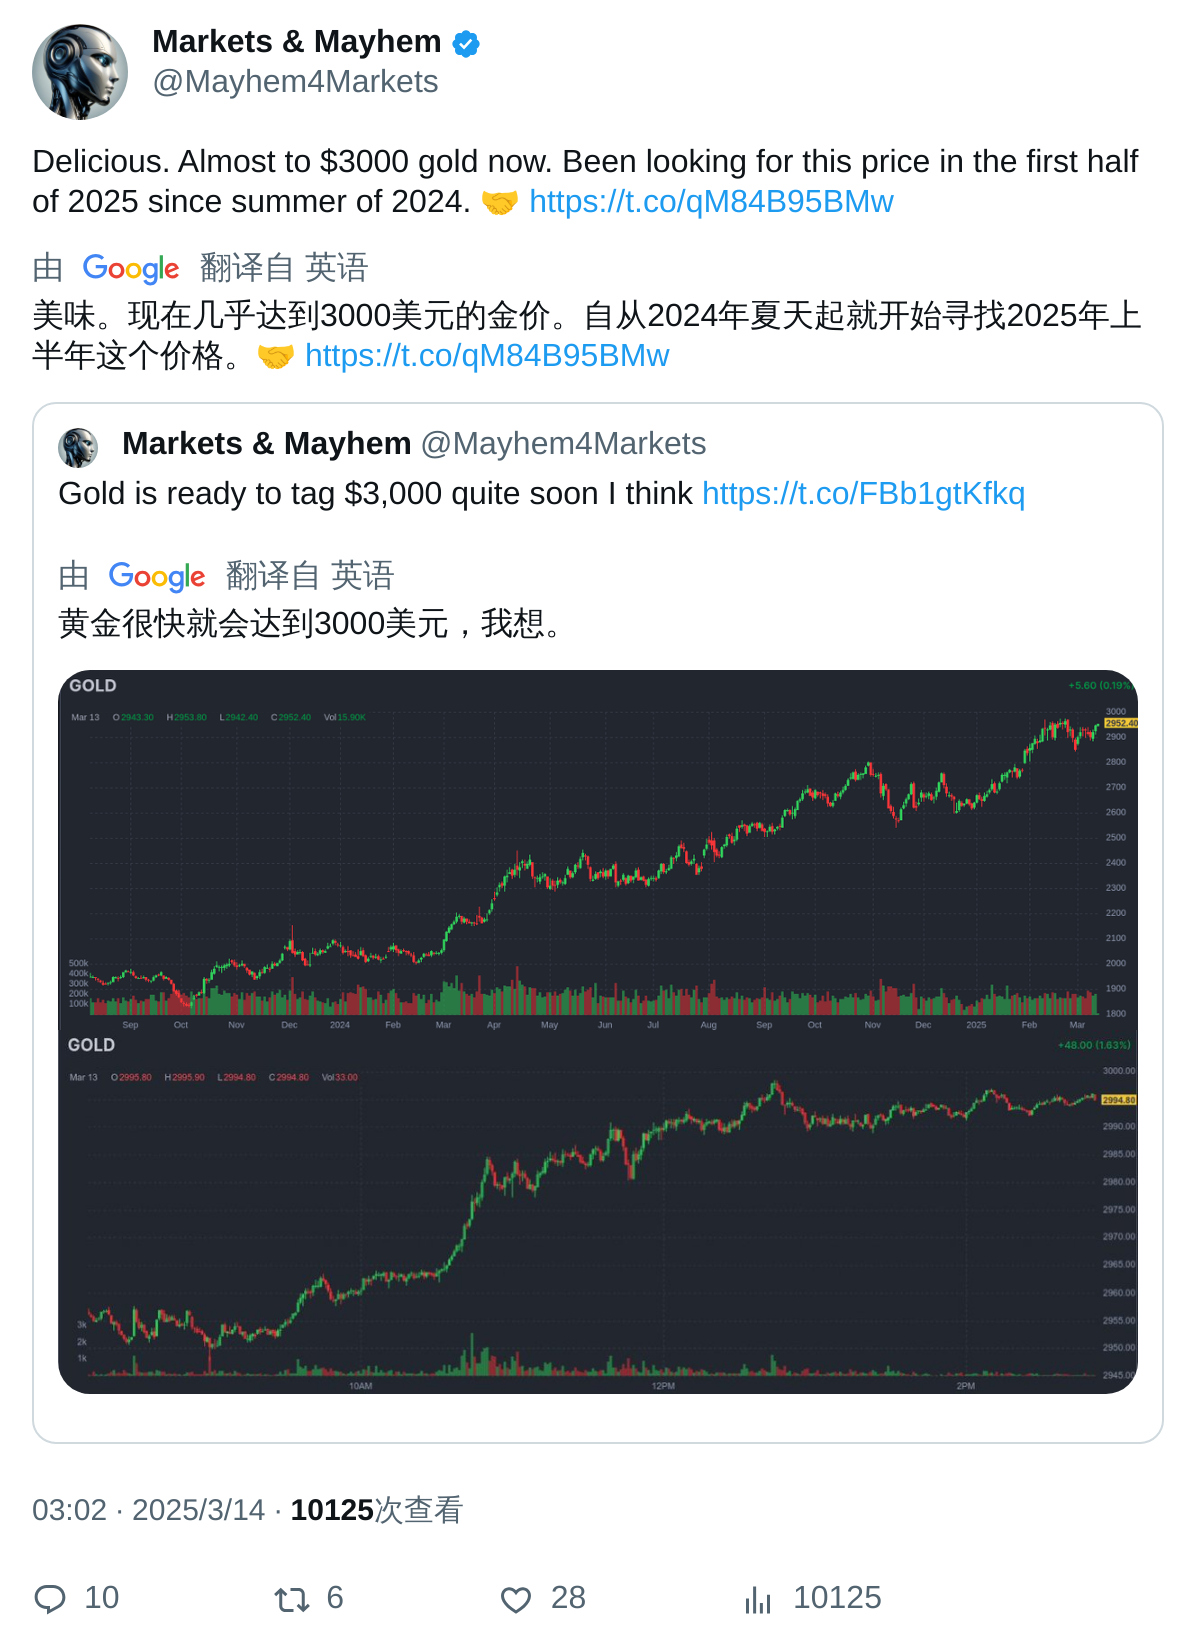 Markets & Mayhem
@Mayhem4Markets
Delicious. Almost to $3000 gold now. Been looking for this price in the first half
of 2025 since summer of 2024. 🤝 https://t.co/qM84B95BMw
由 Google 翻译自 英语
美味。现在几乎达到3000美元的金价。自从2024年夏天起就开始寻找2025年上
半年这个价格。🤝 https://t.co/qM84B95BMw
Markets & Mayhem @Mayhem4Markets
Gold is ready to tag $3,000 quite soon I think https://t.co/FBb1gtKfkq
由 Google 翻译自 英语
黄金很快就会达到3000美元，我想。
GOLD +5.60 (0.19%)
Mar 13 O 2943.30 H 2953.80 L 2942.40 C 2952.40 Vol 15.90K
3000
2952.40
2900
2800
2700
2600
2500
2400
2300
2200
2100
2000
1900
1800
500k
400k
300k
200k
100k
Sep Oct Nov Dec 2024 Feb Mar Apr May Jun Jul Aug Sep Oct Nov Dec 2025 Feb Mar
GOLD +48.00 (1.63%)
Mar 13 O 2995.80 H 2995.90 L 2994.80 C 2994.80 Vol 33.00
3000.00
2994.80
2990.00
2985.00
2980.00
2975.00
2970.00
2965.00
2960.00
2955.00
2950.00
2945.00
3k
2k
1k
10AM 12PM 2PM
03:02 · 2025/3/14 · 10125次查看
10 6 28 10125